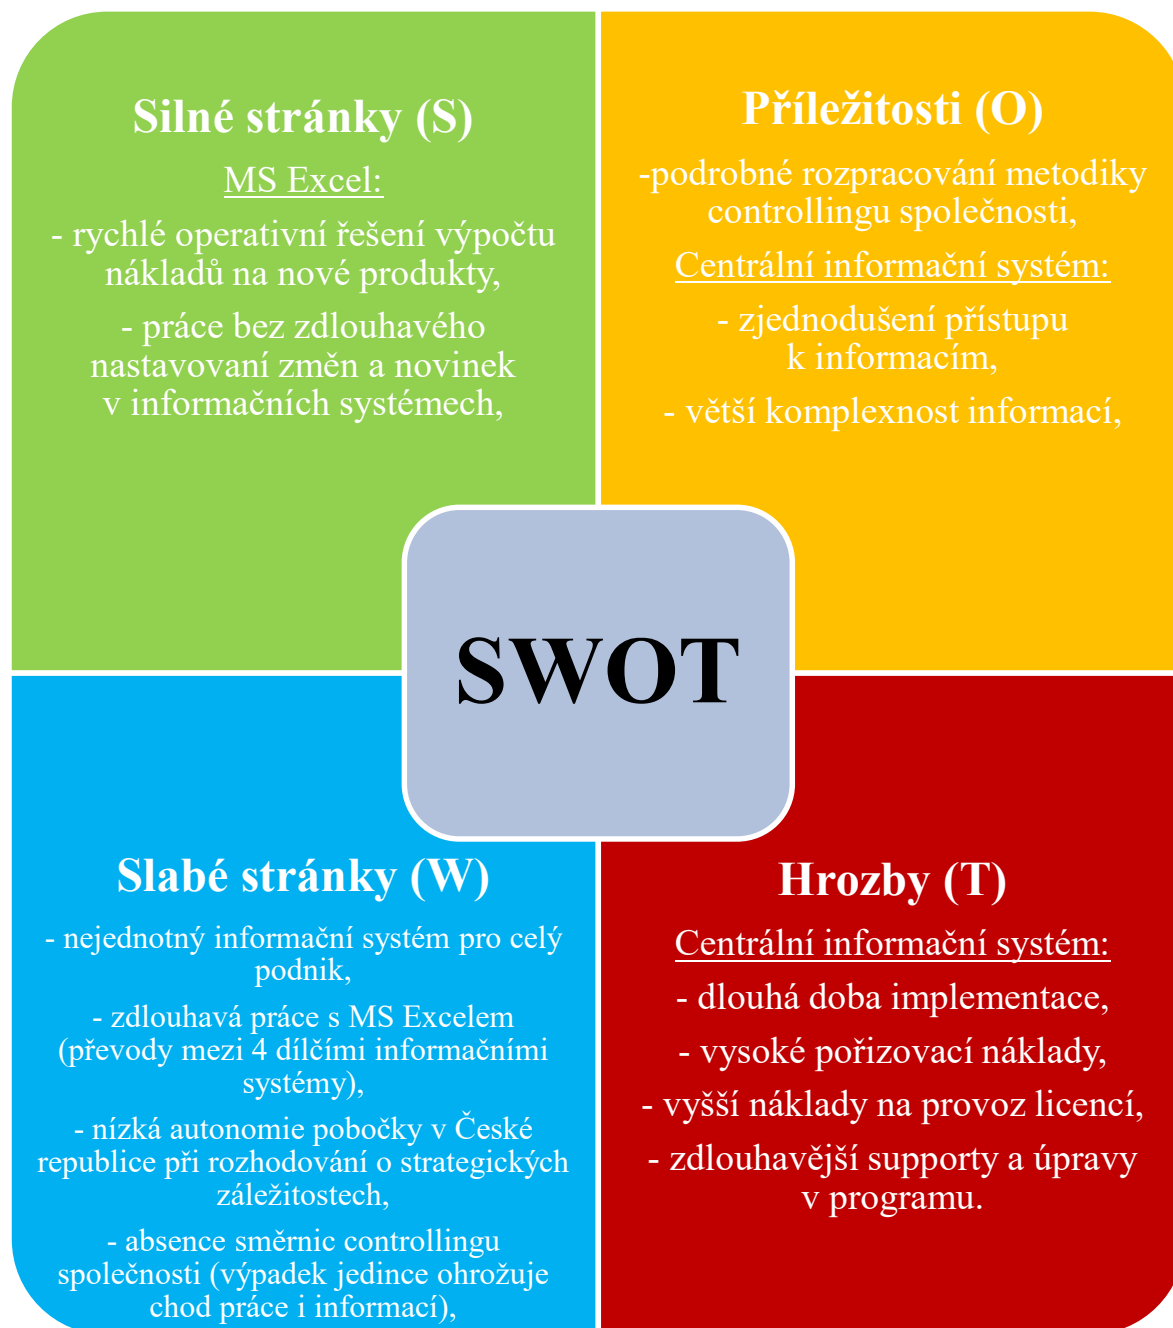 Silné stránky (S)
MS Excel:
- rychlé operativní řešení výpočtu
nákladů na nové produkty,
- práce bez zdlouhavého
nastavovaní změn a novinek
v informačních systémech,
Příležitosti (O)
-podrobné rozpracování metodiky
controllingu společnosti,
Centrální informační systém:
- zjednodušení přístupu
k informacím,
- větší komplexnost informací,
SWOT
Slabé stránky (W)
- nejednotný informační systém pro celý
podnik,
- zdlouhavá práce s MS Excelem
(převody mezi 4 dílčími informačními
systémy),
- nízká autonomie pobočky v České
republice při rozhodování o strategických
záležitostech,
- absence směrnic controllingu
společnosti (výpadek jedince ohrožuje
chod práce i informací),
Hrozby (T)
Centrální informační systém:
- dlouhá doba implementace,
- vysoké pořizovací náklady,
- vyšší náklady na provoz licencí,
- zdlouhavější supporty a úpravy
v programu.